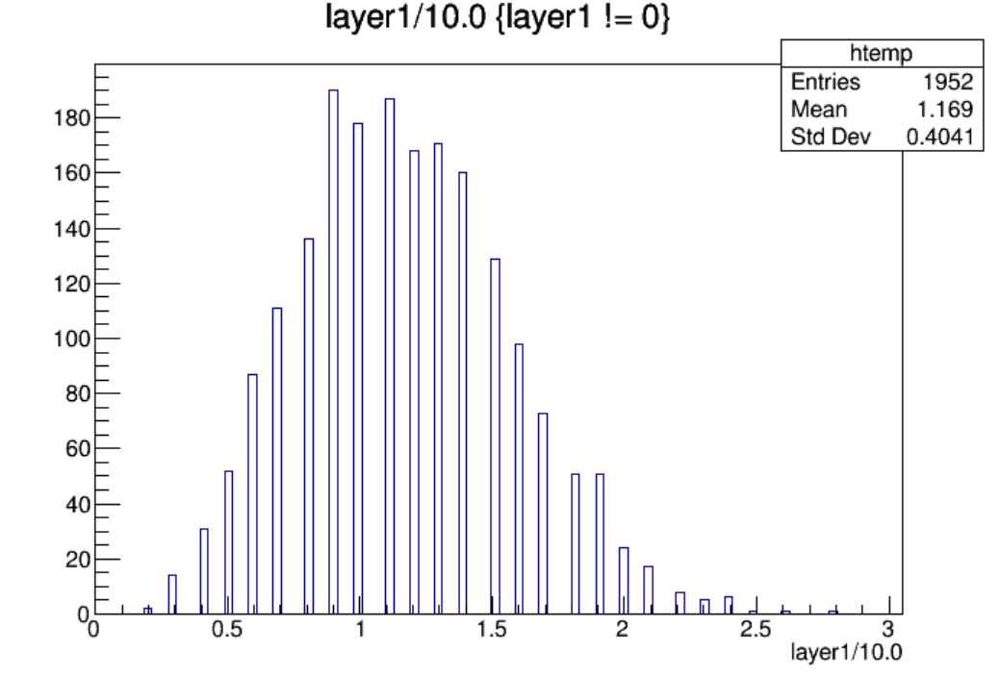 layer1/10.0 {layer1 != 0}
htemp
Entries 1952
Mean 1.169
Std Dev 0.4041
180
160
140
120
100
80
60
40
20
0
0 0.5 1 1.5 2 2.5 3
layer1/10.0